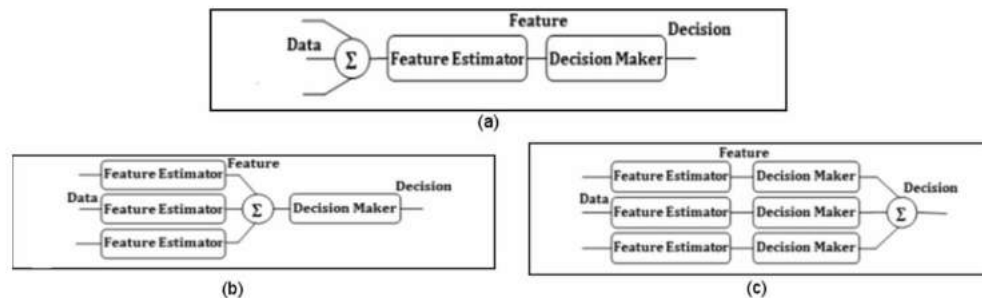 Feature
Decision
Data
Σ
Feature Estimator
Decision Maker
(a)
Feature Estimator
Feature
Decision
Data
Feature Estimator
Σ
Decision Maker
Feature Estimator
(b)
Feature
Feature Estimator
Decision Maker
Decision
Data
Feature Estimator
Decision Maker
Σ
Feature Estimator
Decision Maker
(c)